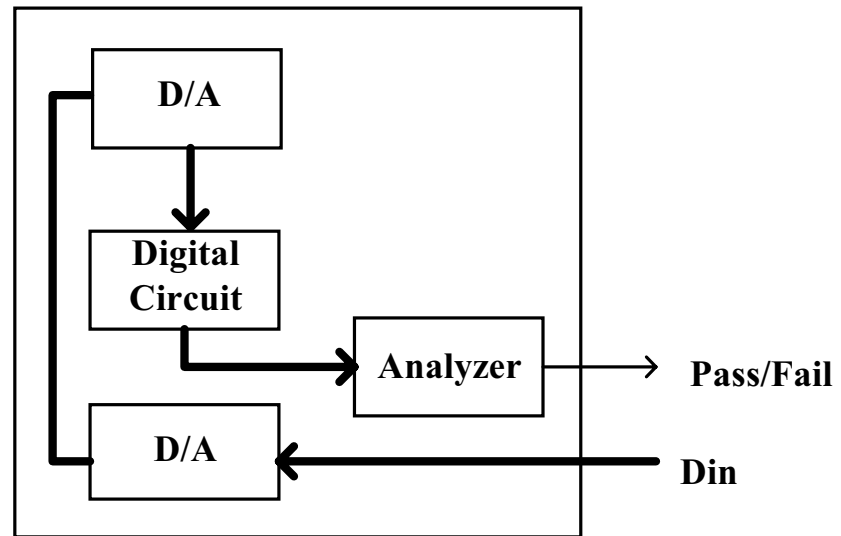 D/A
Digital
Circuit
Analyzer
Pass/Fail
D/A
Din